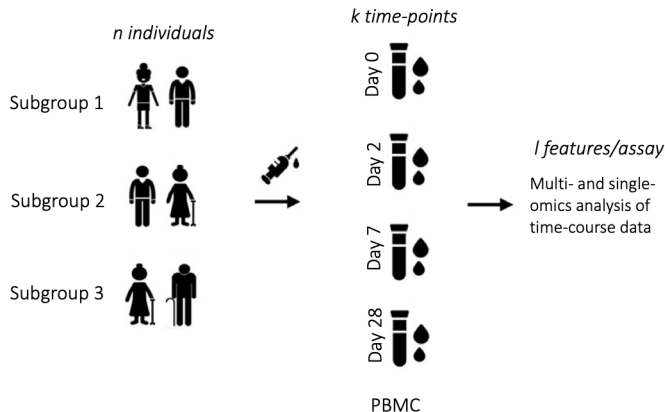 n individuals
k time-points
Subgroup 1
Subgroup 2
Subgroup 3
Day 0
Day 2
Day 7
Day 28
PBMC
l features/assay
Multi- and single-
omics analysis of
time-course data